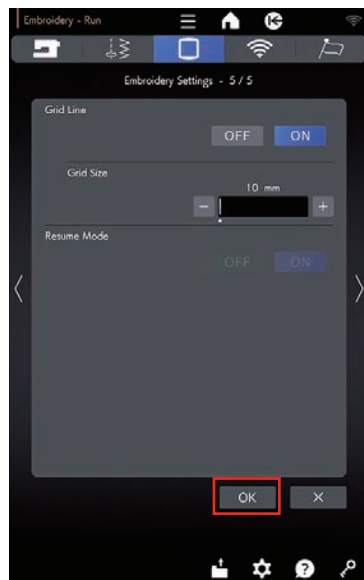 Embroidery - Run
Embroidery Settings - 5 / 5
Grid Line
OFF ON
Grid Size
10 mm
Resume Mode
OFF ON
OK